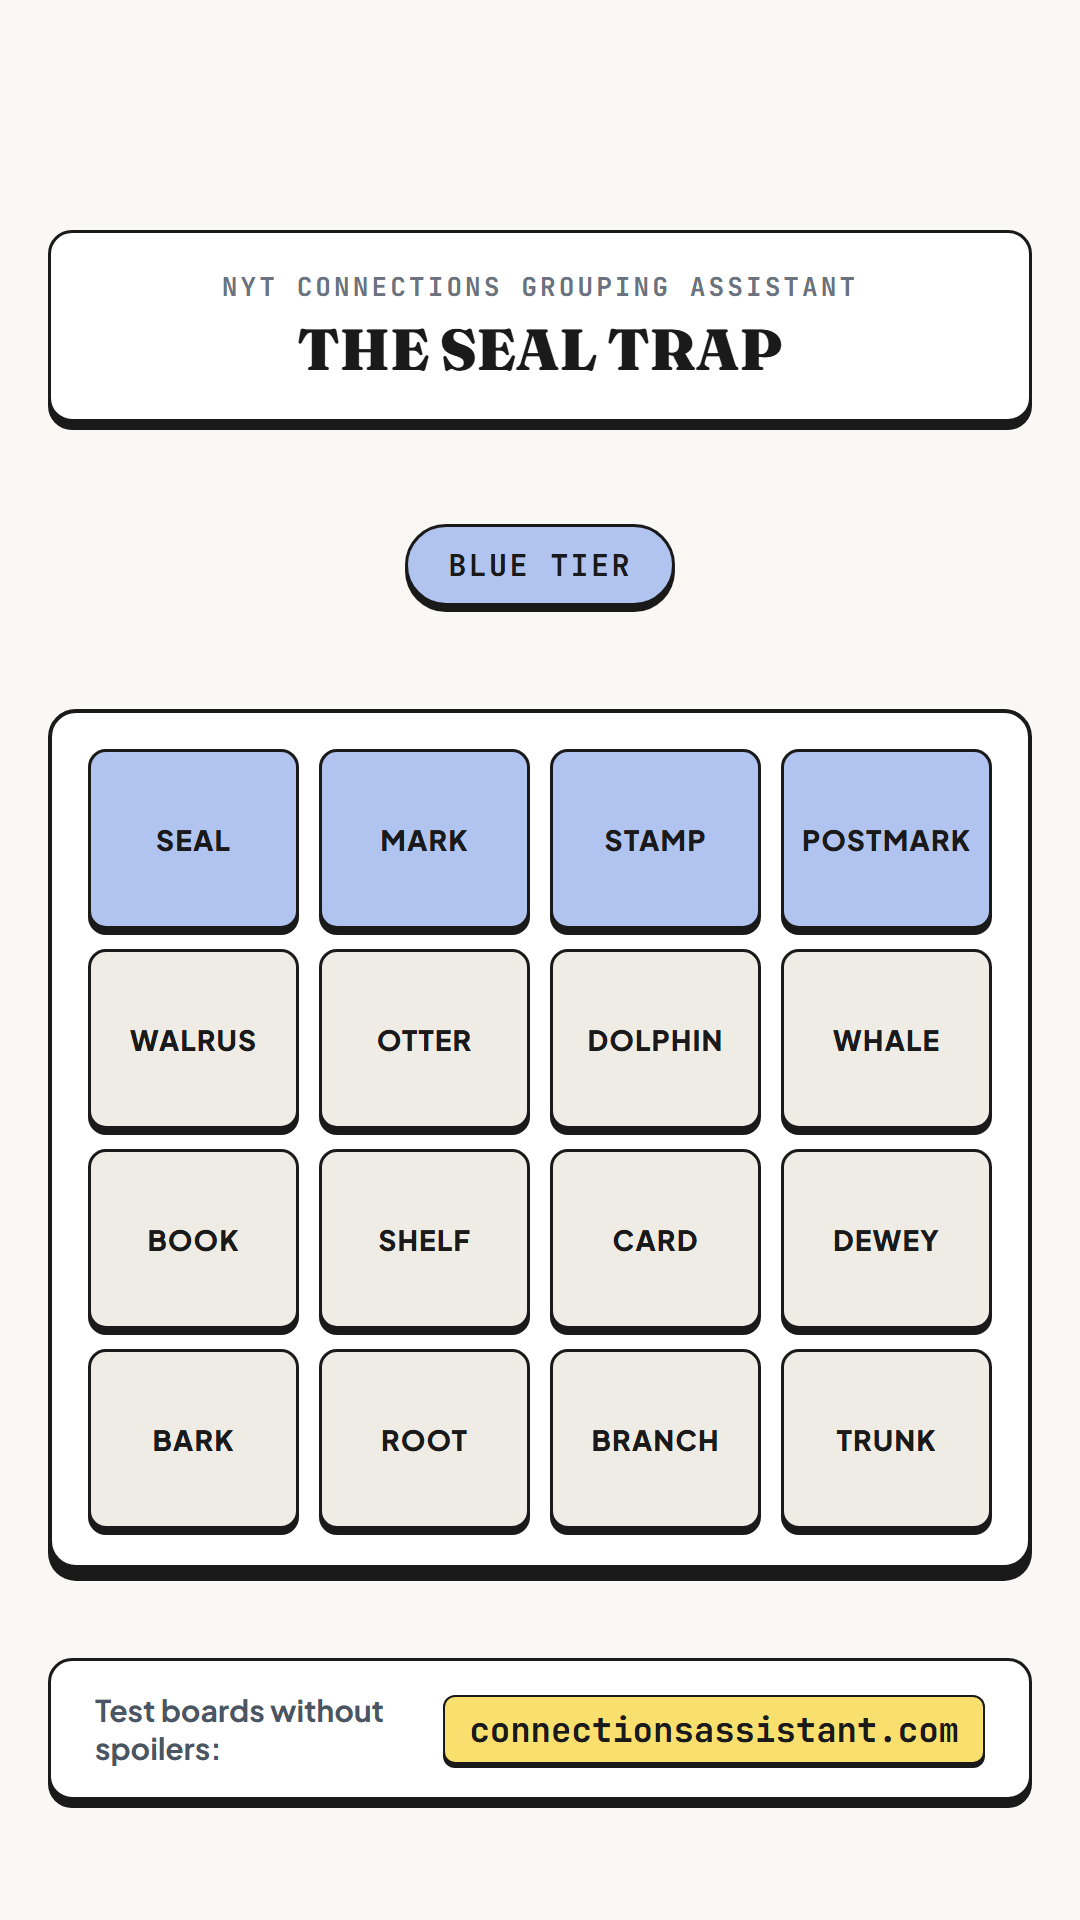 NYT CONNECTIONS GROUPING ASSISTANT
THE SEAL TRAP
BLUE TIER
SEAL MARK STAMP POSTMARK
WALRUS OTTER DOLPHIN WHALE
BOOK SHELF CARD DEWEY
BARK ROOT BRANCH TRUNK
Test boards without
spoilers:
connectionsassistant.com